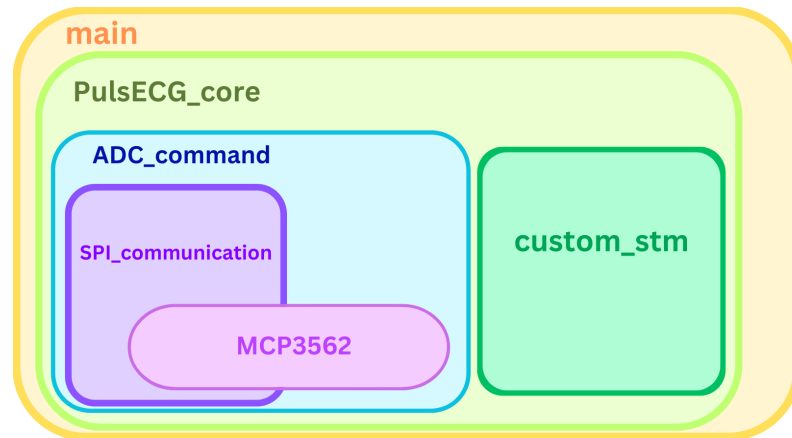 main
PulsECG_core
ADC_command
SPI_communication
custom_stm
MCP3562